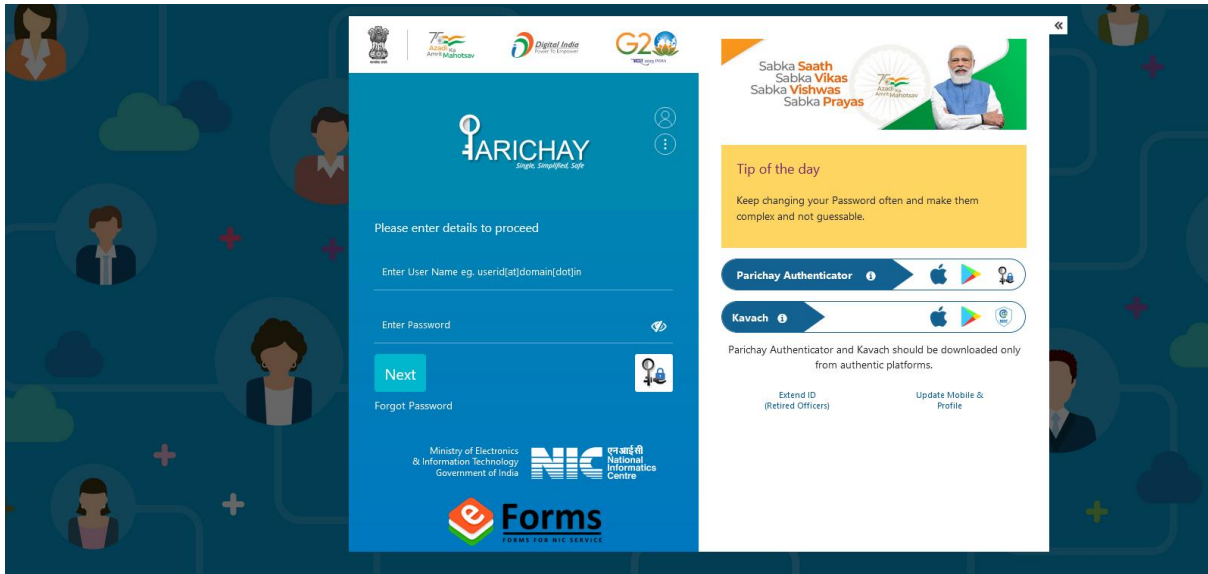 75
Azadi Ka
Amrit Mahotsav
Digital India
Power To Empower
G20
PARICHAY
Single, Simplified, Safe
Please enter details to proceed
Enter User Name eg. userid[at]domain[dot]in
Enter Password
Next
Forgot Password
Ministry of Electronics
& Information Technology
Government of India
NIC
एनआईसी
National
Informatics
Centre
e Forms
FORMS FOR NIC SERVICE
Sabka Saath
Sabka Vikas
Sabka Vishwas
Sabka Prayas
75
Azadi Ka
Amrit Mahotsav
Tip of the day
Keep changing your Password often and make them
complex and not guessable.
Parichay Authenticator
Kavach
Parichay Authenticator and Kavach should be downloaded only
from authentic platforms.
Extend ID
(Retired Officers)
Update Mobile &
Profile